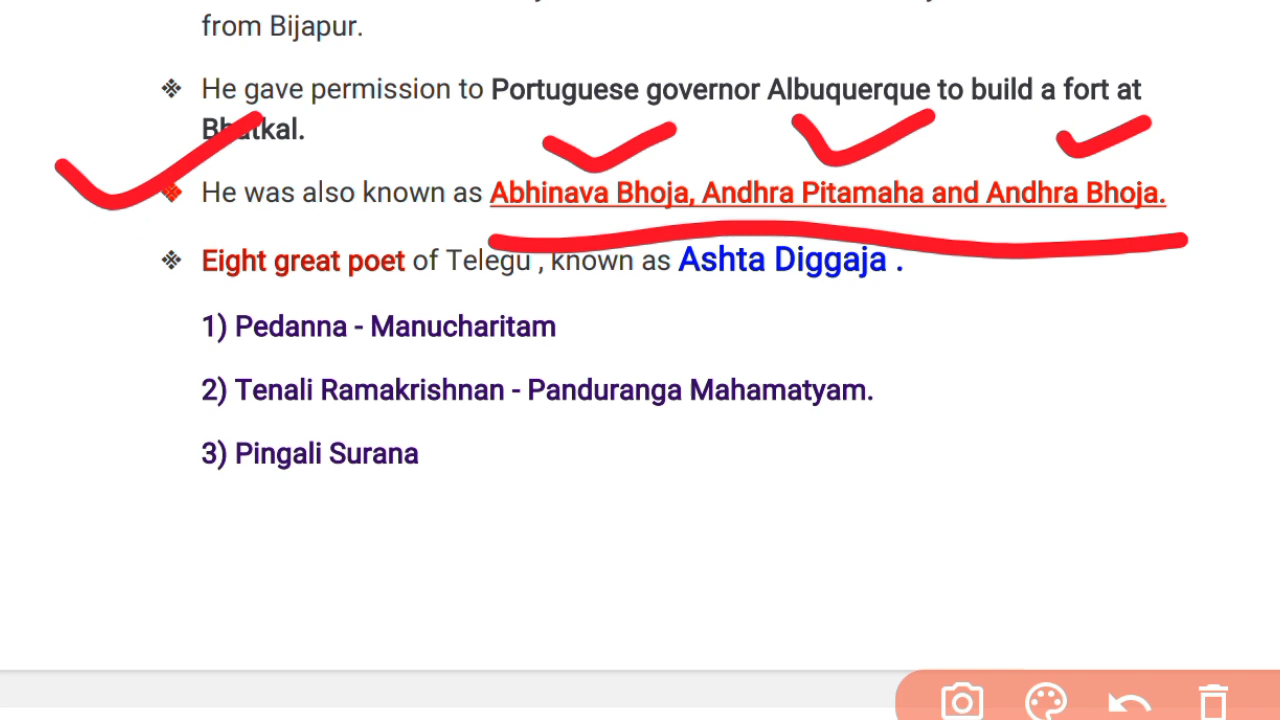 from Bijapur.
❖ He gave permission to Portuguese governor Albuquerque to build a fort at
Bhatkal.
❖ He was also known as Abhinava Bhoja, Andhra Pitamaha and Andhra Bhoja.
❖ Eight great poet of Telegu , known as Ashta Diggaja .
1) Pedanna - Manucharitam
2) Tenali Ramakrishnan - Panduranga Mahamatyam.
3) Pingali Surana